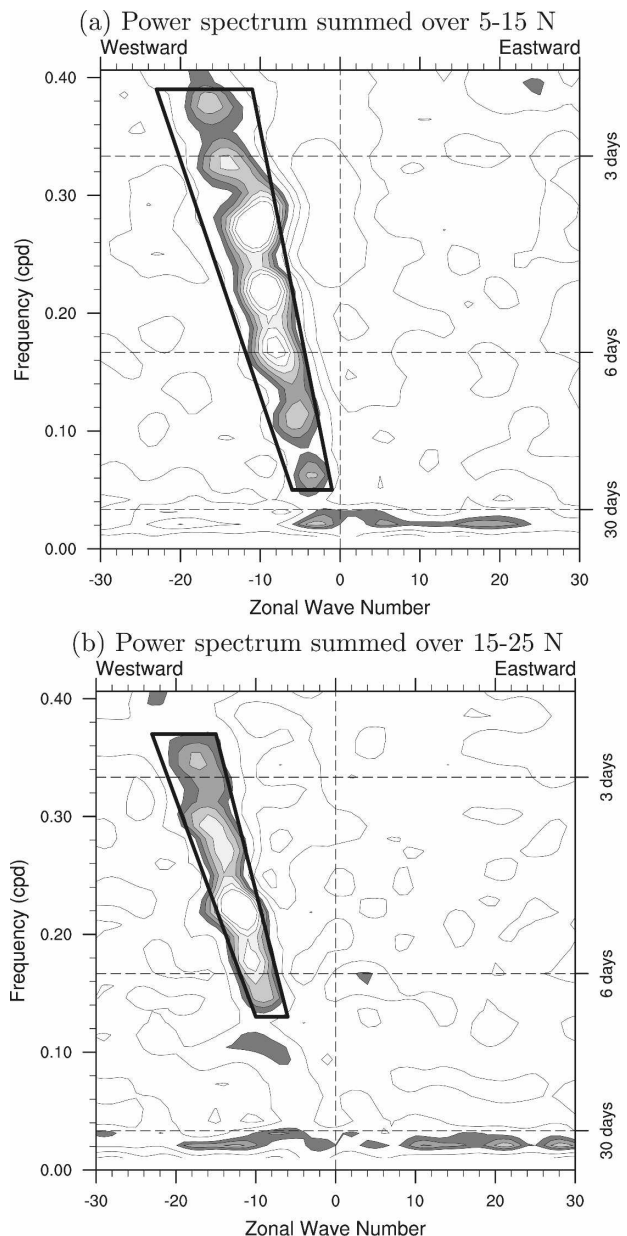 (a) Power spectrum summed over 5-15 N
Westward Eastward
0.40
0.30
0.20
0.10
0.00
Frequency (cpd)
3 days
6 days
30 days
-30 -20 -10 0 10 20 30
Zonal Wave Number
(b) Power spectrum summed over 15-25 N
Westward Eastward
0.40
0.30
0.20
0.10
0.00
Frequency (cpd)
3 days
6 days
30 days
-30 -20 -10 0 10 20 30
Zonal Wave Number